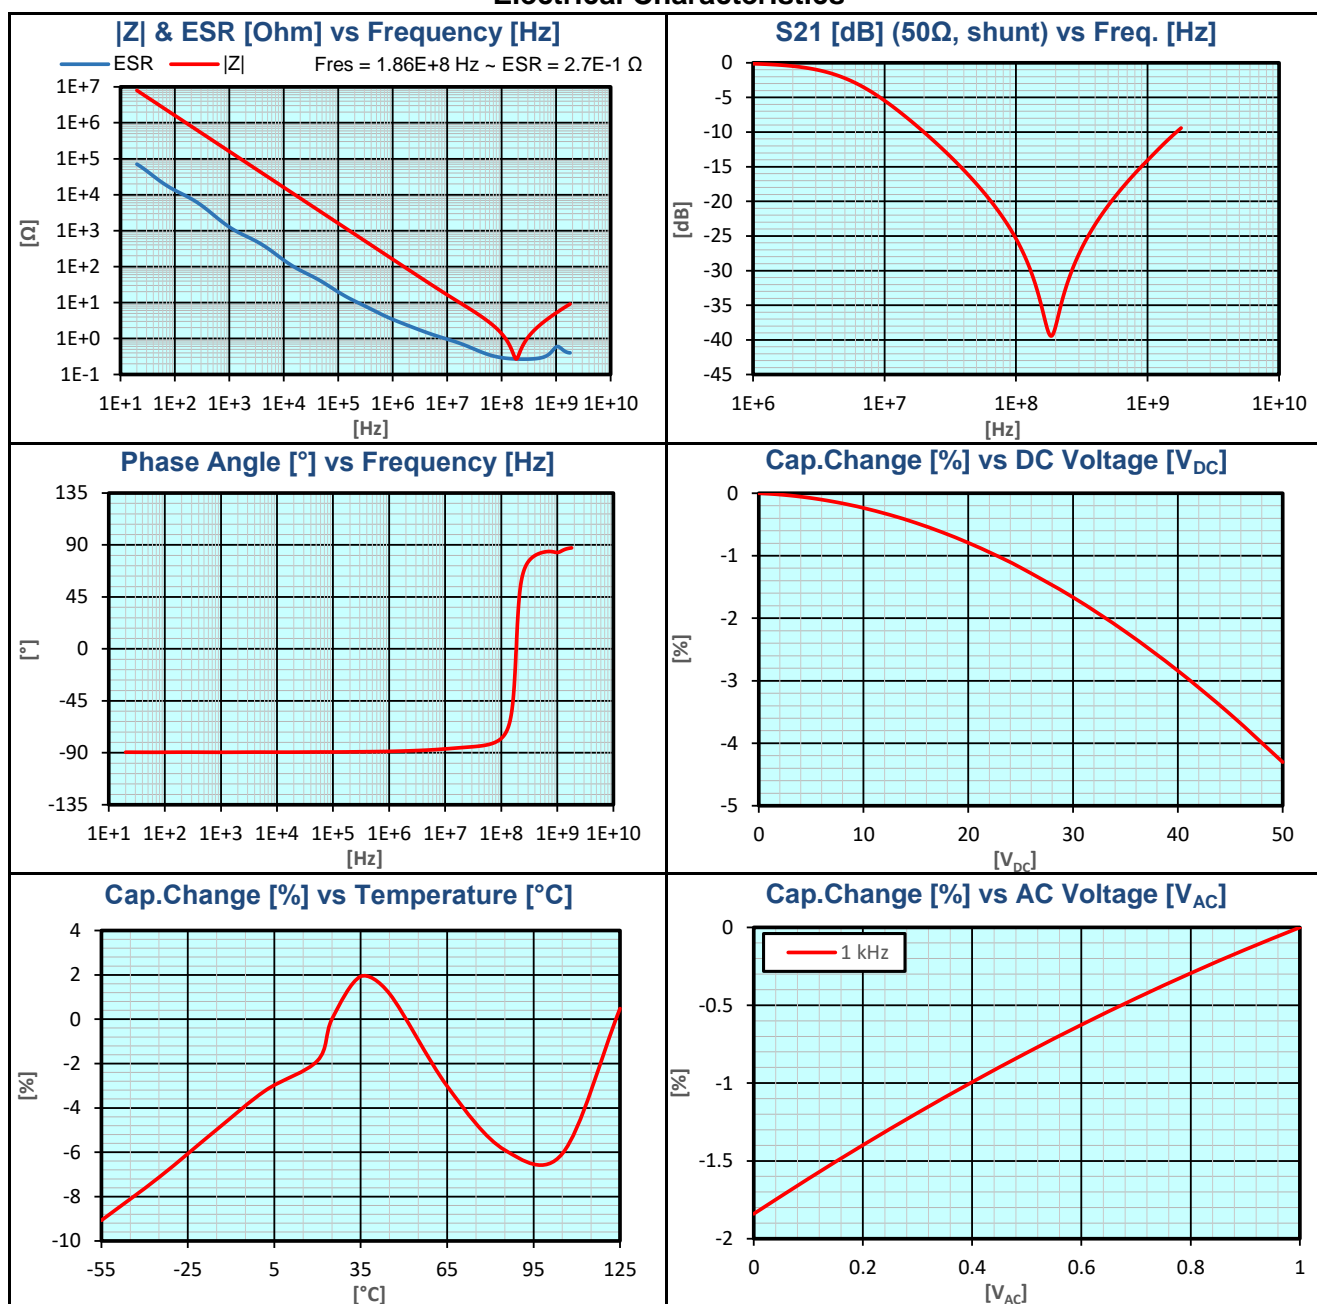 Electrical Characteristics
|Z| & ESR [Ohm] vs Frequency [Hz]
ESR |Z| Fres = 1.86E+8 Hz ~ ESR = 2.7E-1 Ω
1E+7
1E+6
1E+5
1E+4
1E+3
1E+2
1E+1
1E+0
1E-1
[Ω]
1E+1 1E+2 1E+3 1E+4 1E+5 1E+6 1E+7 1E+8 1E+9 1E+10
[Hz]
S21 [dB] (50Ω, shunt) vs Freq. [Hz]
0
-5
-10
-15
-20
-25
-30
-35
-40
-45
[dB]
1E+6 1E+7 1E+8 1E+9 1E+10
[Hz]
Phase Angle [°] vs Frequency [Hz]
135
90
45
0
-45
-90
-135
[°]
1E+1 1E+2 1E+3 1E+4 1E+5 1E+6 1E+7 1E+8 1E+9 1E+10
[Hz]
Cap.Change [%] vs DC Voltage [VDC]
0
-1
-2
-3
-4
-5
[%]
0 10 20 30 40 50
[VDC]
Cap.Change [%] vs Temperature [°C]
4
2
0
-2
-4
-6
-8
-10
[%]
-55 -25 5 35 65 95 125
[°C]
Cap.Change [%] vs AC Voltage [VAC]
1 kHz
0
-0.5
-1
-1.5
-2
[%]
0 0.2 0.4 0.6 0.8 1
[VAC]